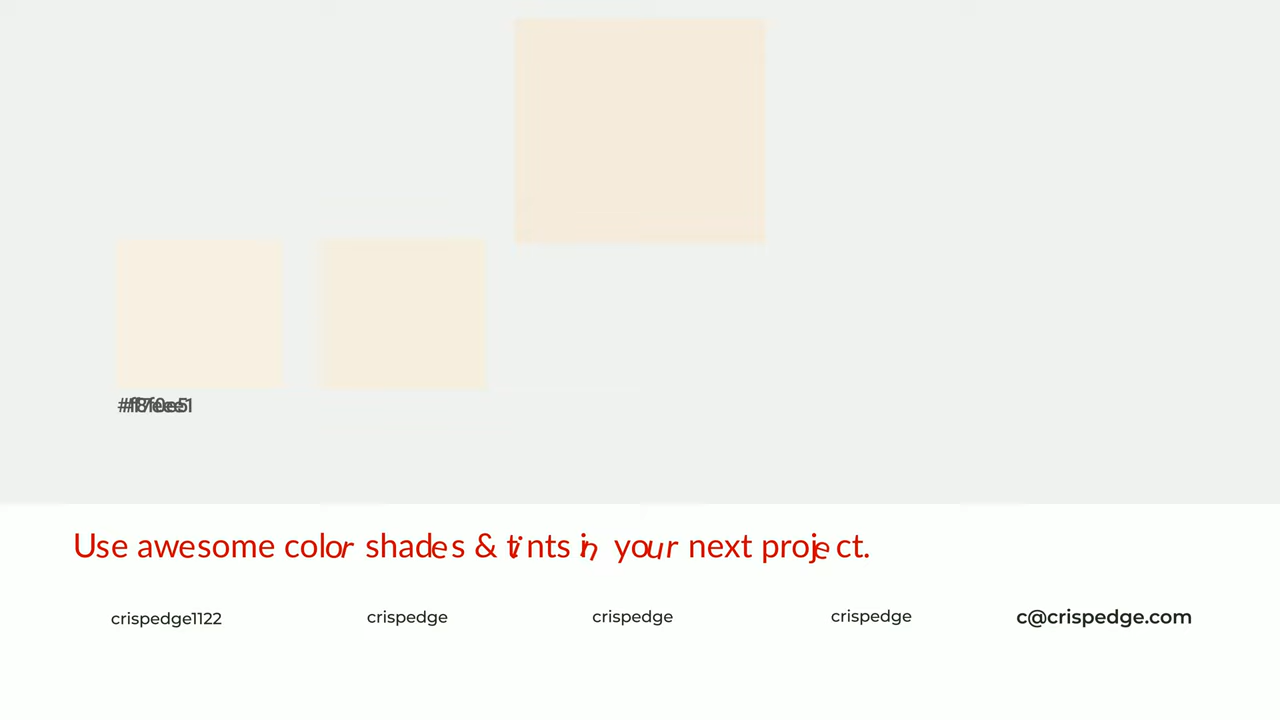 Use awesome color shades & tints in your next project.
crispedge1122 crispedge crispedge crispedge c@crispedge.com